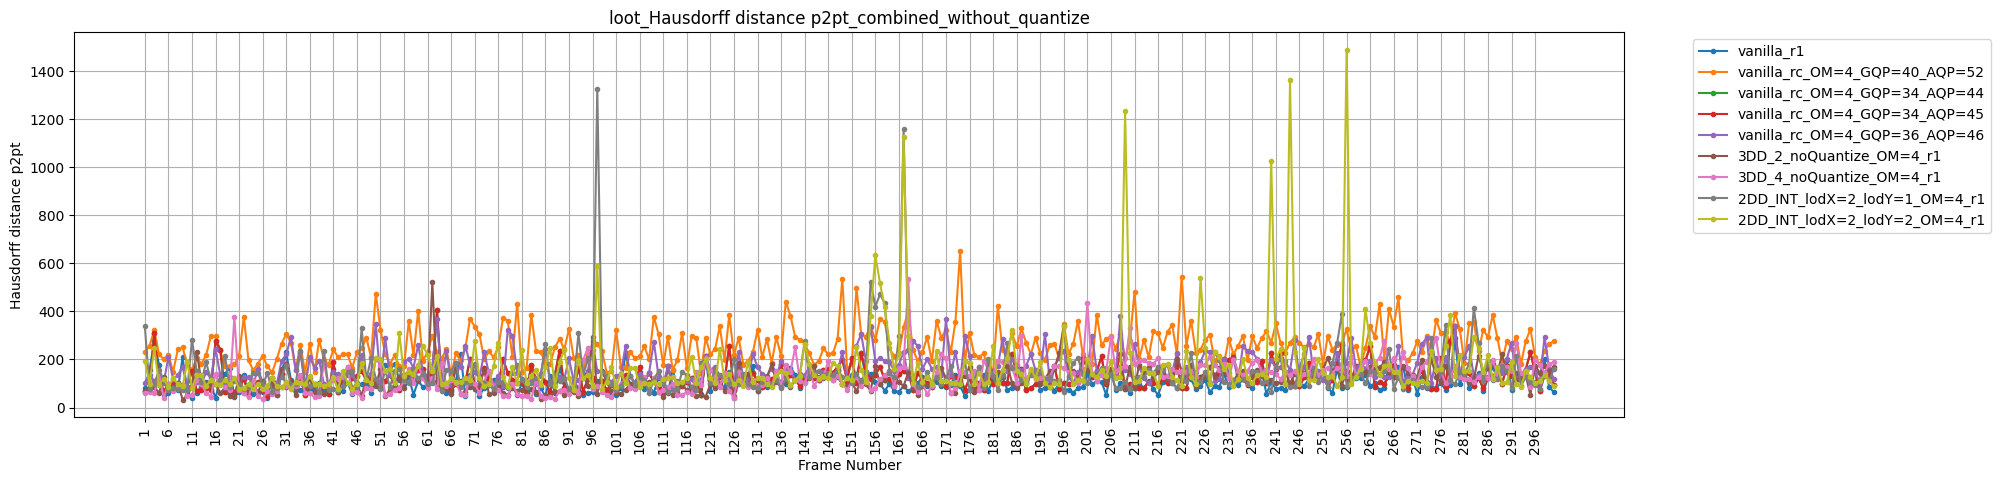 loot_Hausdorff distance p2pt_combined_without_quantize
Hausdorff distance p2pt
1400
1200
1000
800
600
400
200
0
1 6 11 16 21 26 31 36 41 46 51 56 61 66 71 76 81 86 91 96 101 106 111 116 121 126 131 136 141 146 151 156 161 166 171 176 181 186 191 196 201 206 211 216 221 226 231 236 241 246 251 256 261 266 271 276 281 286 291 296
Frame Number
vanilla_r1
vanilla_rc_OM=4_GQP=40_AQP=52
vanilla_rc_OM=4_GQP=34_AQP=44
vanilla_rc_OM=4_GQP=34_AQP=45
vanilla_rc_OM=4_GQP=36_AQP=46
3DD_2_noQuantize_OM=4_r1
3DD_4_noQuantize_OM=4_r1
2DD_INT_lodX=2_lodY=1_OM=4_r1
2DD_INT_lodX=2_lodY=2_OM=4_r1